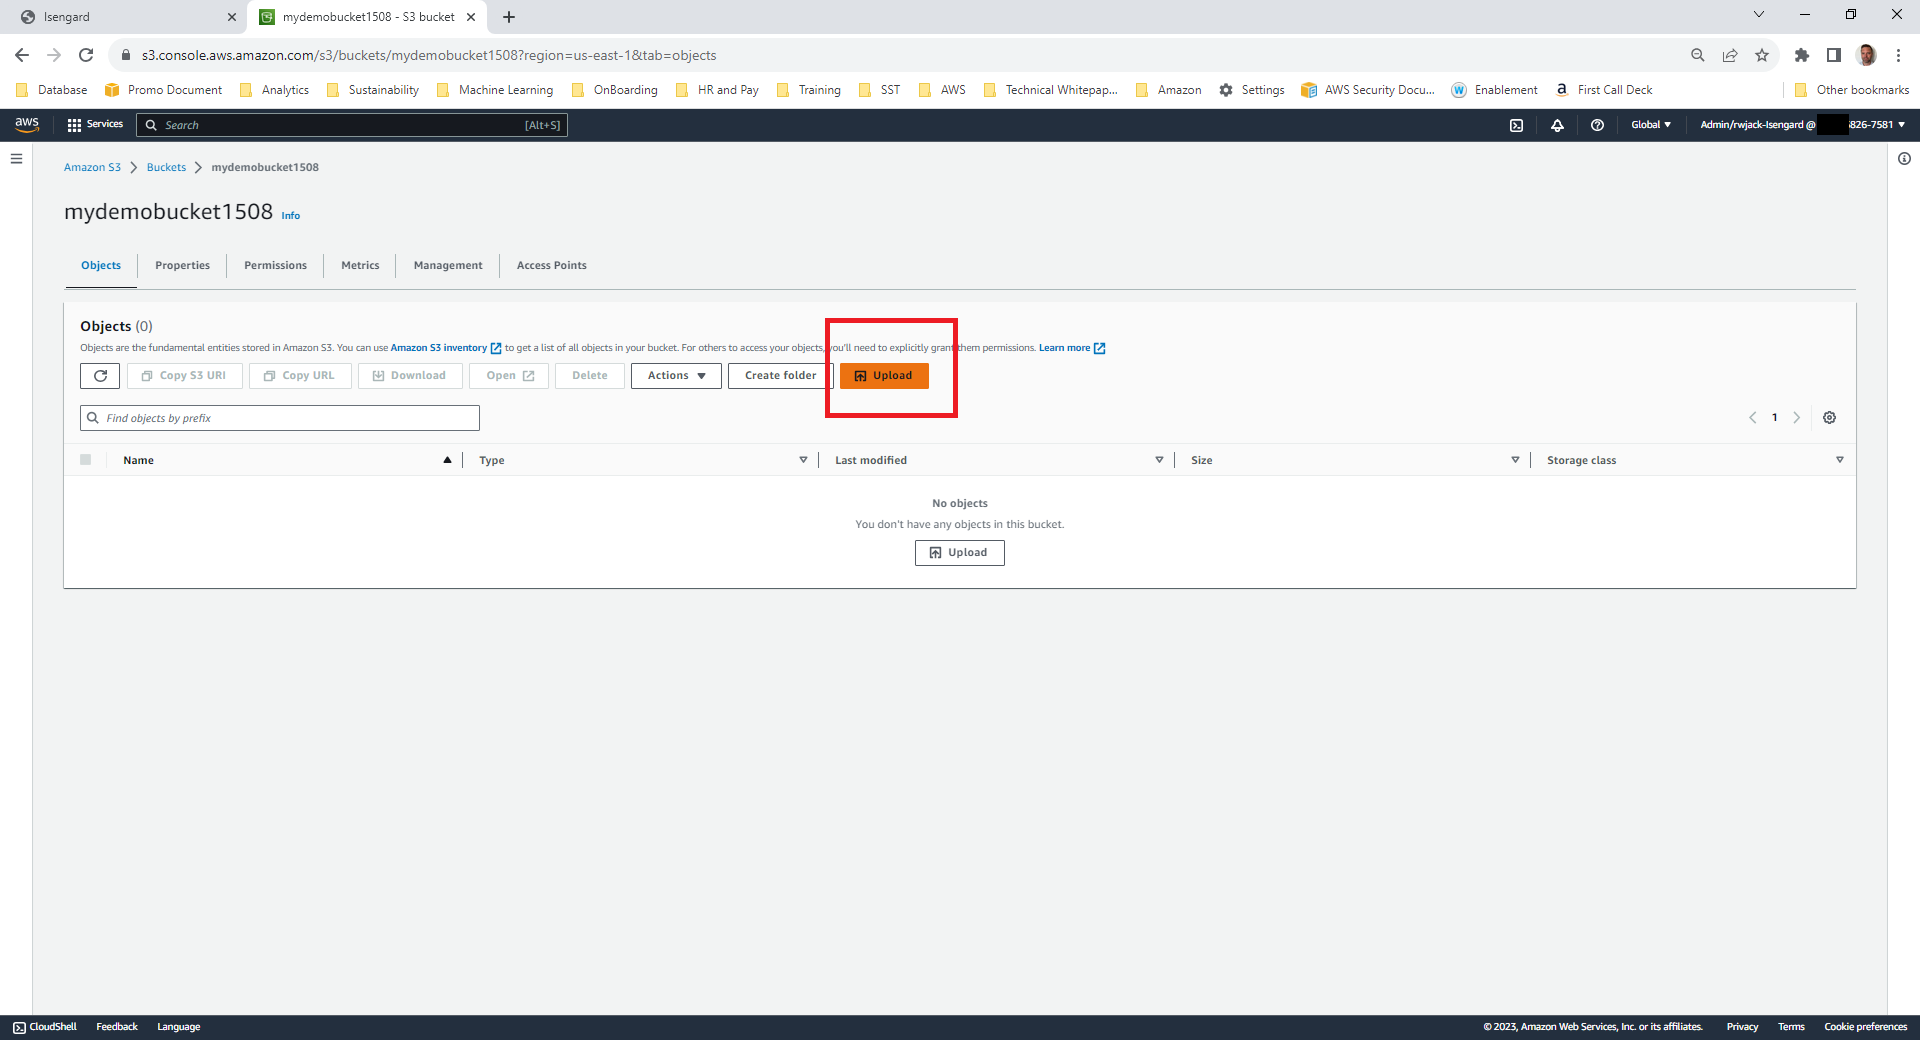 Isengard
mydemobucket1508 - S3 bucket
s3.console.aws.amazon.com/s3/buckets/mydemobucket1508?region=us-east-1&tab=objects
Database Promo Document Analytics Sustainability Machine Learning OnBoarding HR and Pay Training SST AWS Technical Whitepap... Amazon Settings AWS Security Docu... W Enablement a First Call Deck Other bookmarks
aws Services Search [Alt+S] Global Admin/rwjack-Isengard @ 826-7581
Amazon S3 Buckets mydemobucket1508
mydemobucket1508 Info
Objects Properties Permissions Metrics Management Access Points
Objects (0)
Objects are the fundamental entities stored in Amazon S3. You can use Amazon S3 inventory to get a list of all objects in your bucket. For others to access your objects, you'll need to explicitly grant them permissions. Learn more
Copy S3 URI Copy URL Download Open Delete Actions Create folder Upload
Find objects by prefix 1
Name Type Last modified Size Storage class
No objects
You don't have any objects in this bucket.
Upload
CloudShell Feedback Language © 2023, Amazon Web Services, Inc. or its affiliates. Privacy Terms Cookie preferences